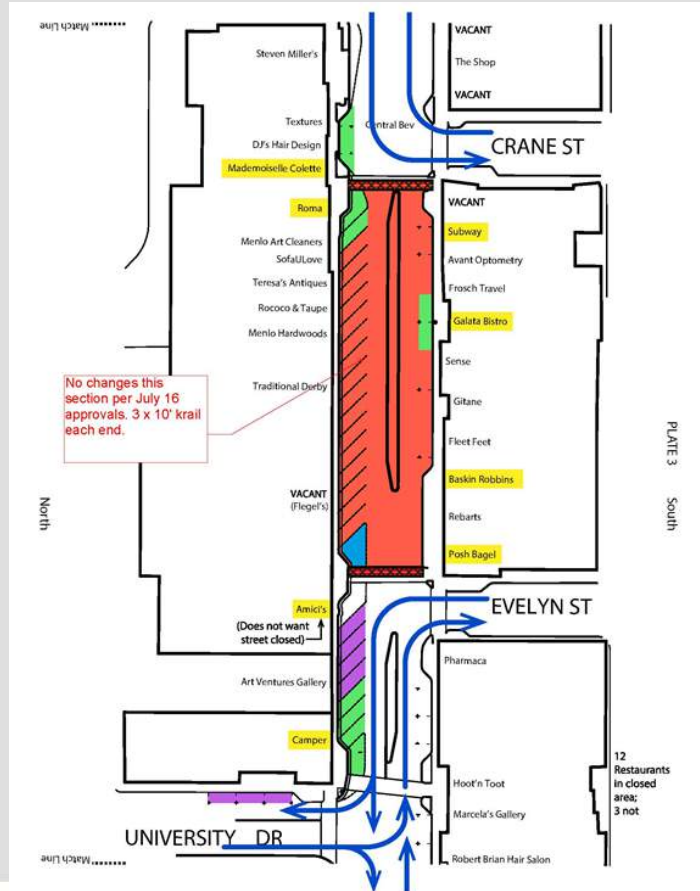 Match Line
Steven Miller's
VACANT
The Shop
VACANT
Textures
Central Bev
DJ's Hair Design
CRANE ST
Mademoiselle Colette
Roma
VACANT
Subway
Menlo Art Cleaners
SofaULove
Avant Optometry
Teresa's Antiques
Frosch Travel
Rococo & Taupe
Galata Bistro
Menlo Hardwoods
Sense
No changes this
section per July 16
approvals. 3 x 10' krail
each end.
Traditional Derby
Gitane
Fleet Feet
PLATE 3
Baskin Robbins
VACANT
(Flegel's)
Rebarts
North
South
Posh Bagel
Amici's
(Does not want
street closed)
EVELYN ST
Pharmaca
Art Ventures Gallery
Camper
12
Restaurants
in closed
area;
3 not
Hoot'n Toot
Marcela's Gallery
UNIVERSITY DR
Match Line
Robert Brian Hair Salon